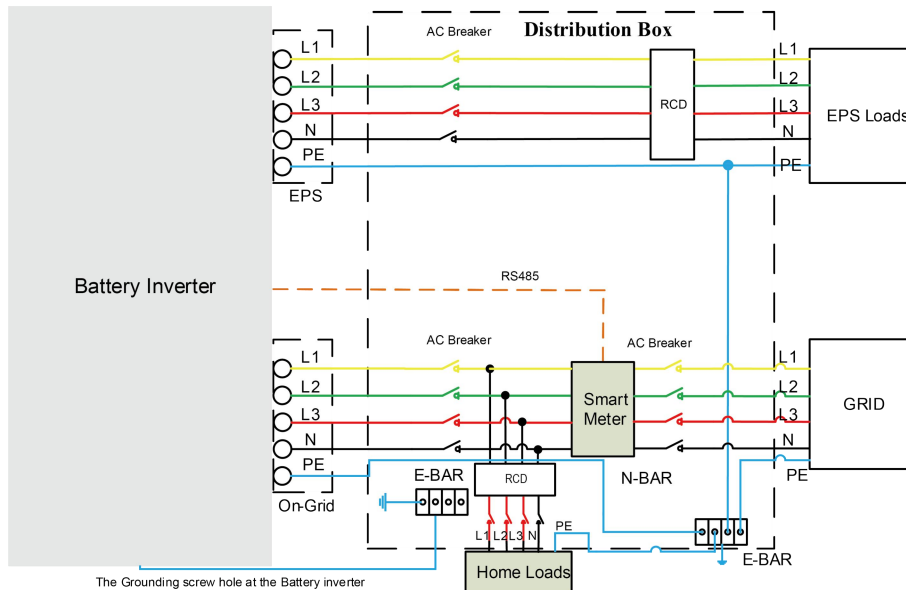 Distribution Box
AC Breaker
L1
L2
L3
N
PE
EPS
RCD
L1
L2
L3
N
PE
EPS Loads
Battery Inverter
RS485
AC Breaker
AC Breaker
L1
L2
L3
N
PE
On-Grid
Smart
Meter
L1
L2
L3
N
PE
GRID
E-BAR
RCD
N-BAR
L1 L2 L3 N
PE
E-BAR
Home Loads
The Grounding screw hole at the Battery inverter